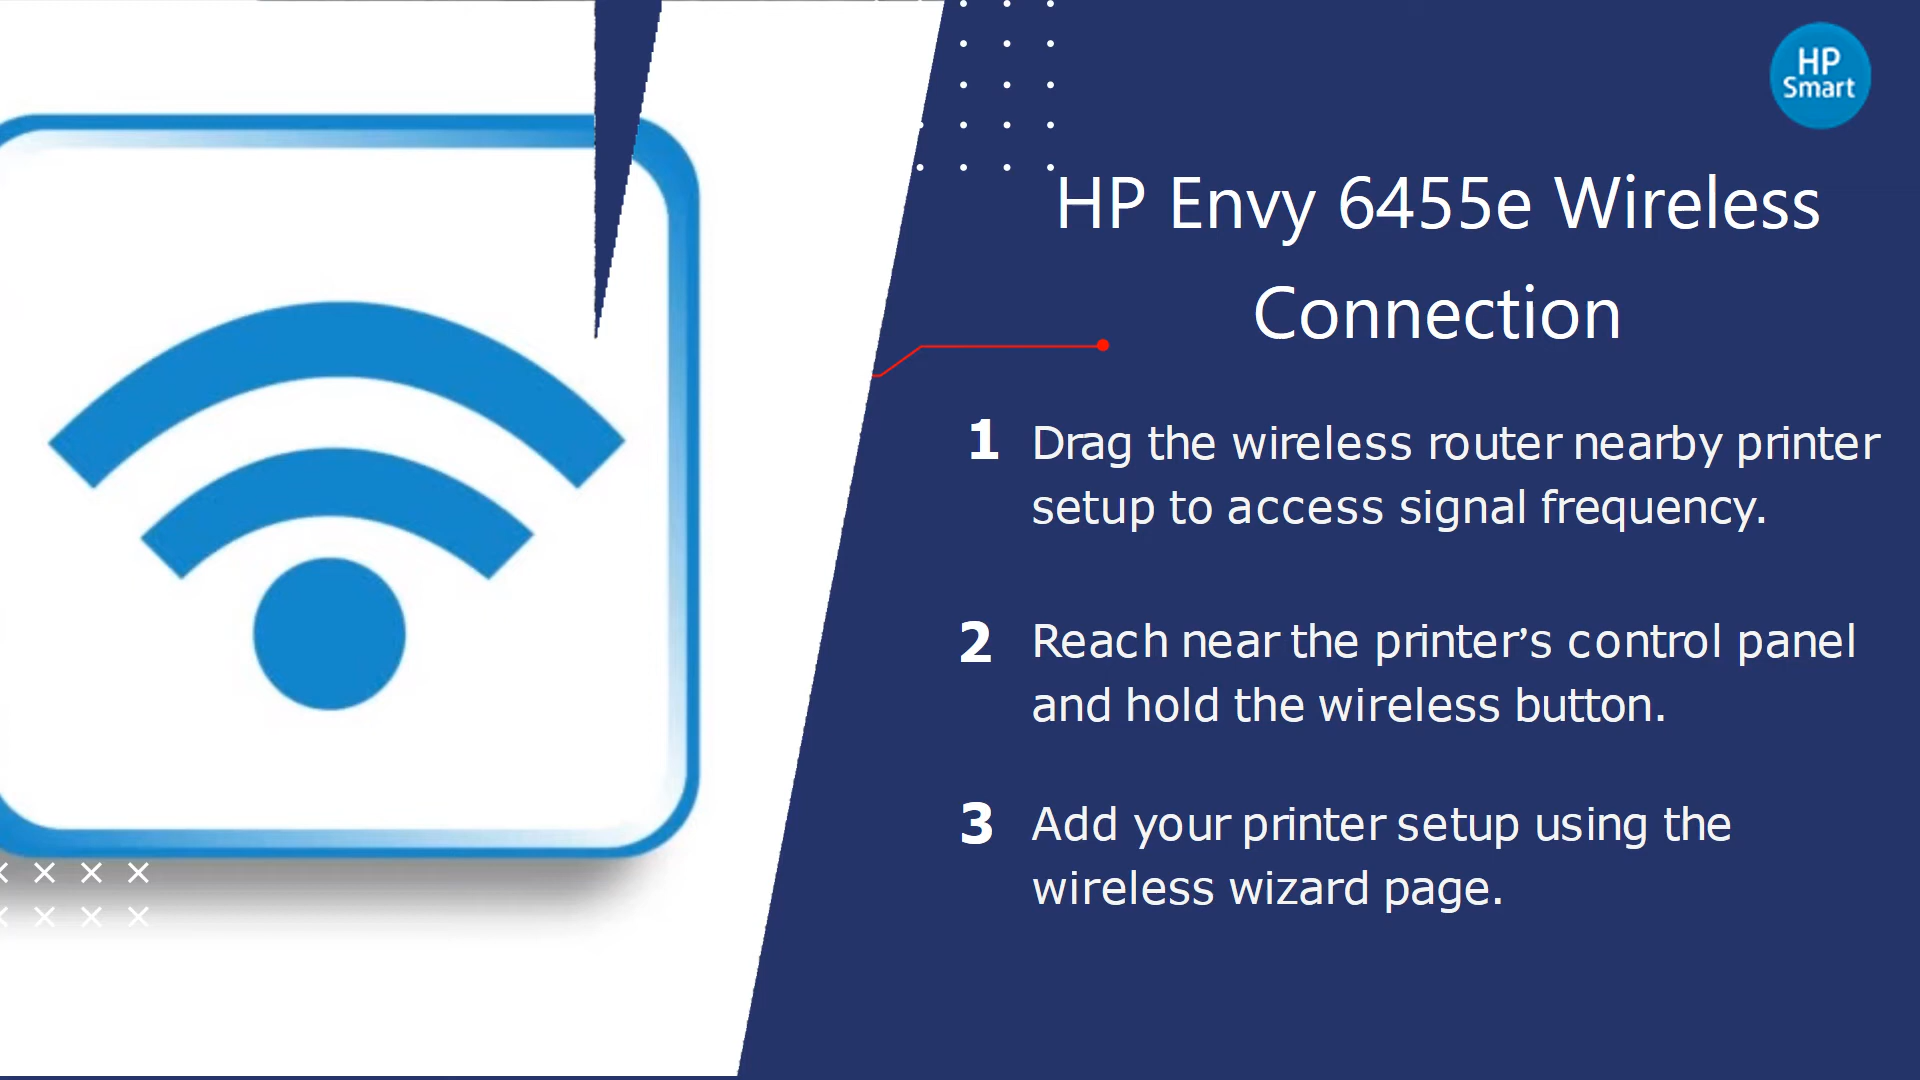 HP
Smart
HP Envy 6455e Wireless
Connection
1 Drag the wireless router nearby printer
setup to access signal frequency.
2 Reach near the printer’s control panel
and hold the wireless button.
3 Add your printer setup using the
wireless wizard page.